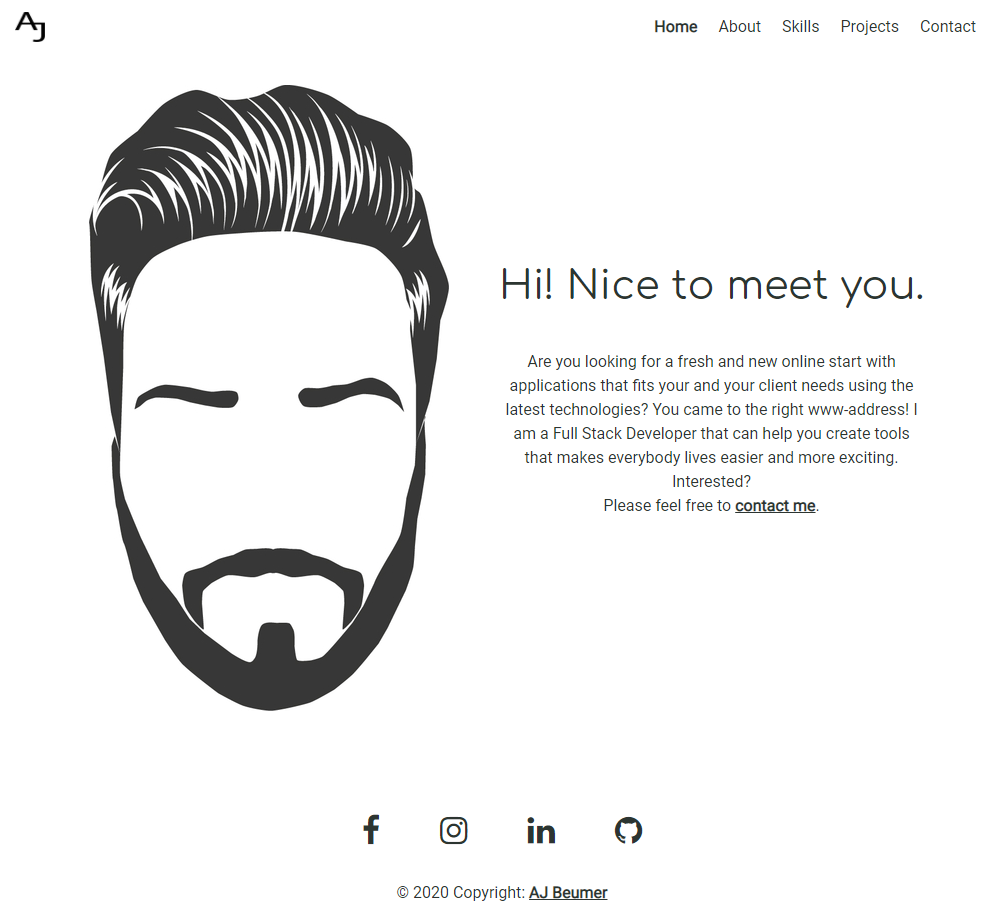 AJ
Home About Skills Projects Contact
Hi! Nice to meet you.
Are you looking for a fresh and new online start with
applications that fits your and your client needs using the
latest technologies? You came to the right www-address! I
am a Full Stack Developer that can help you create tools
that makes everybody lives easier and more exciting.
Interested?
Please feel free to contact me.
© 2020 Copyright: AJ Beumer